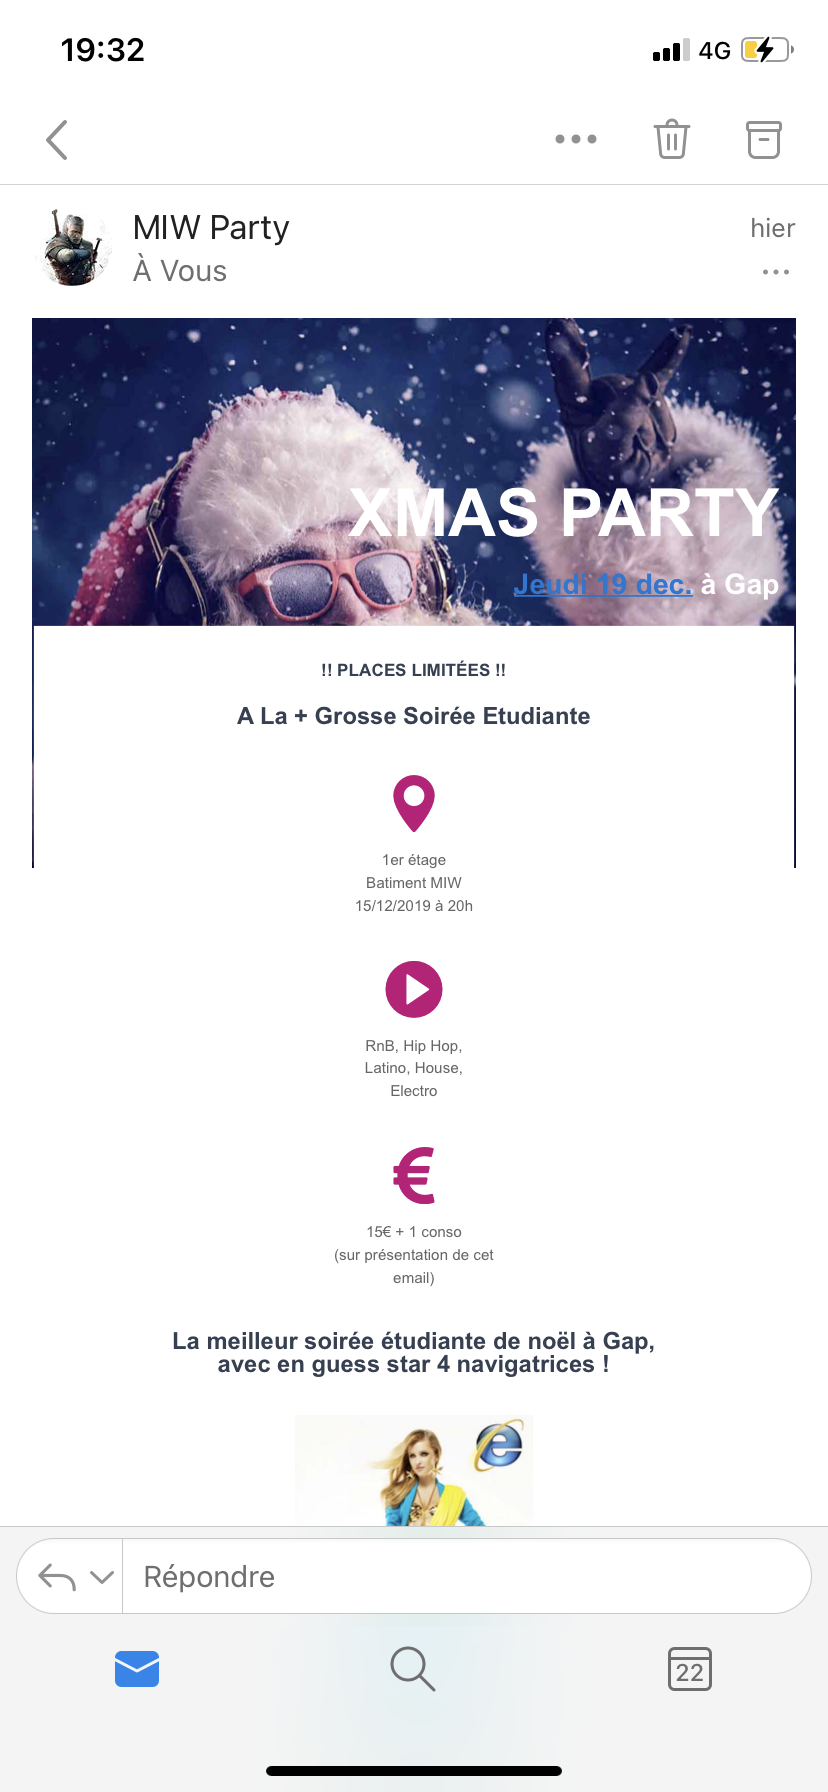 19:32
4G
MIW Party
hier
À Vous
XMAS PARTY
Jeudi 19 dec. à Gap
!! PLACES LIMITÉES !!
A La + Grosse Soirée Etudiante
1er étage
Batiment MIW
15/12/2019 à 20h
RnB, Hip Hop,
Latino, House,
Electro
€
15€ + 1 conso
(sur présentation de cet
email)
La meilleur soirée étudiante de noël à Gap,
avec en guess star 4 navigatrices !
Répondre
22